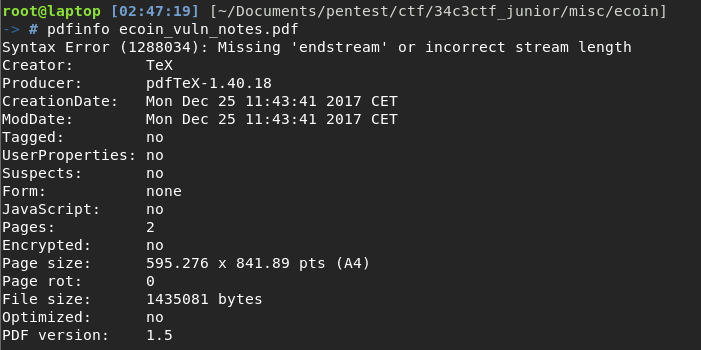 root@laptop [02:47:19] [~/Documents/pentest/ctf/34c3ctf_junior/misc/ecoin]
-> # pdfinfo ecoin_vuln_notes.pdf
Syntax Error (1288034): Missing 'endstream' or incorrect stream length
Creator:        TeX
Producer:       pdfTeX-1.40.18
CreationDate:   Mon Dec 25 11:43:41 2017 CET
ModDate:        Mon Dec 25 11:43:41 2017 CET
Tagged:         no
UserProperties: no
Suspects:       no
Form:           none
JavaScript:     no
Pages:          2
Encrypted:      no
Page size:      595.276 x 841.89 pts (A4)
Page rot:       0
File size:      1435081 bytes
Optimized:      no
PDF version:    1.5